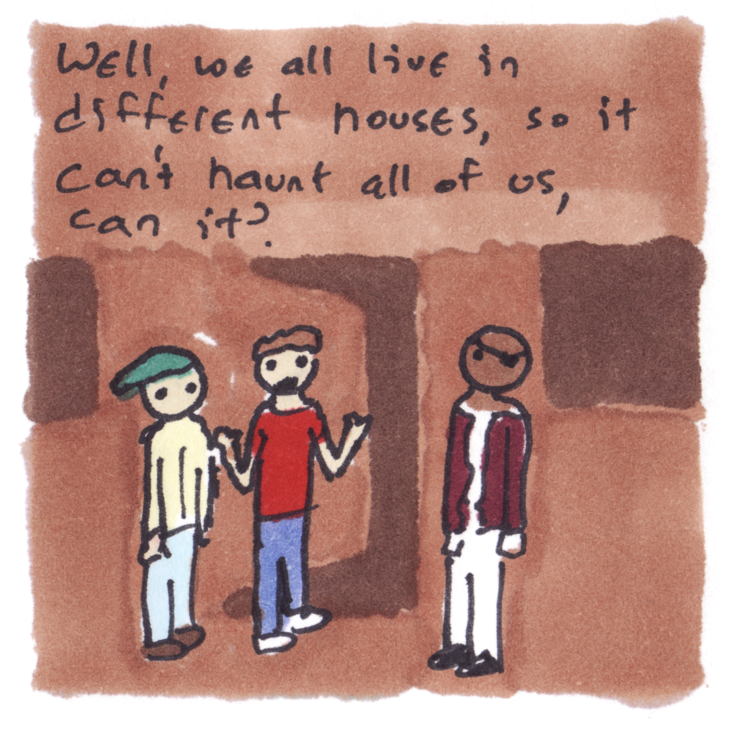 Well, we all live in
different houses, so it
can't haunt all of us,
can it?